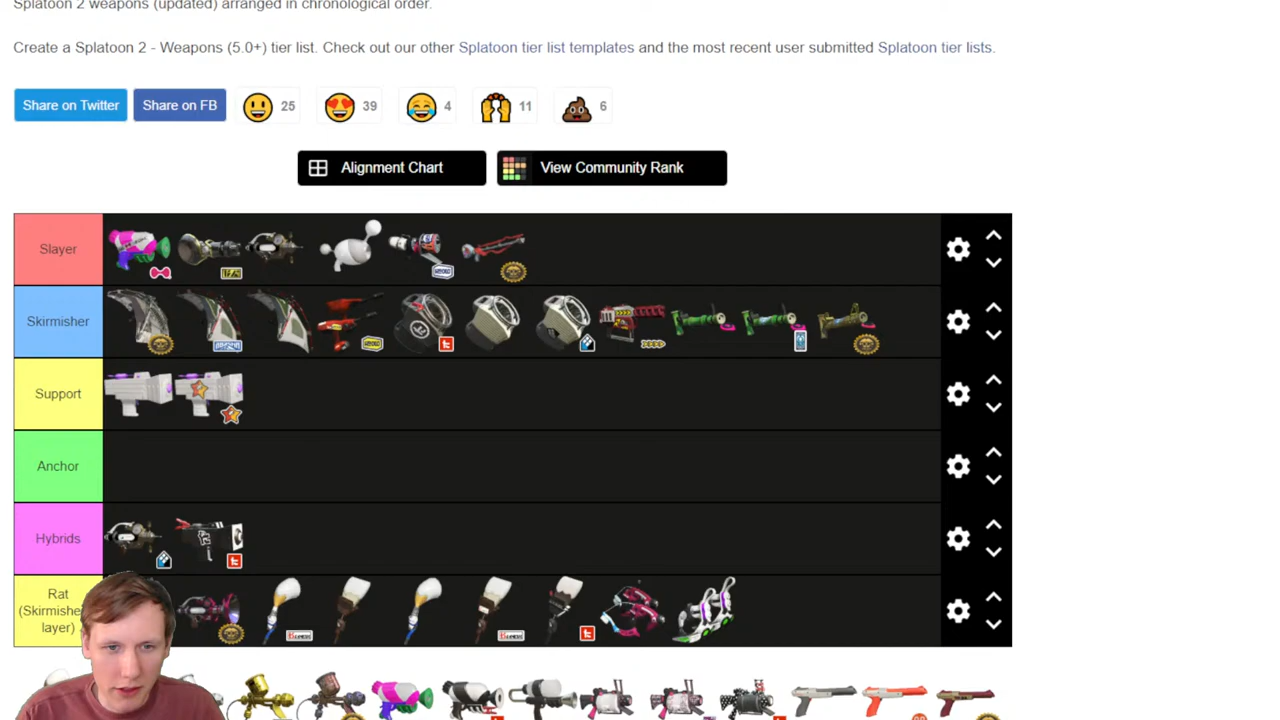 Splatoon 2 weapons (updated) arranged in chronological order.
Create a Splatoon 2 - Weapons (5.0+) tier list. Check out our other Splatoon tier list templates and the most recent user submitted Splatoon tier lists.
Share on Twitter Share on FB 25 39 4 11 6
Alignment Chart View Community Rank
Slayer
Skirmisher
Support
Anchor
Hybrids
Rat
(Skirmishe
layer)